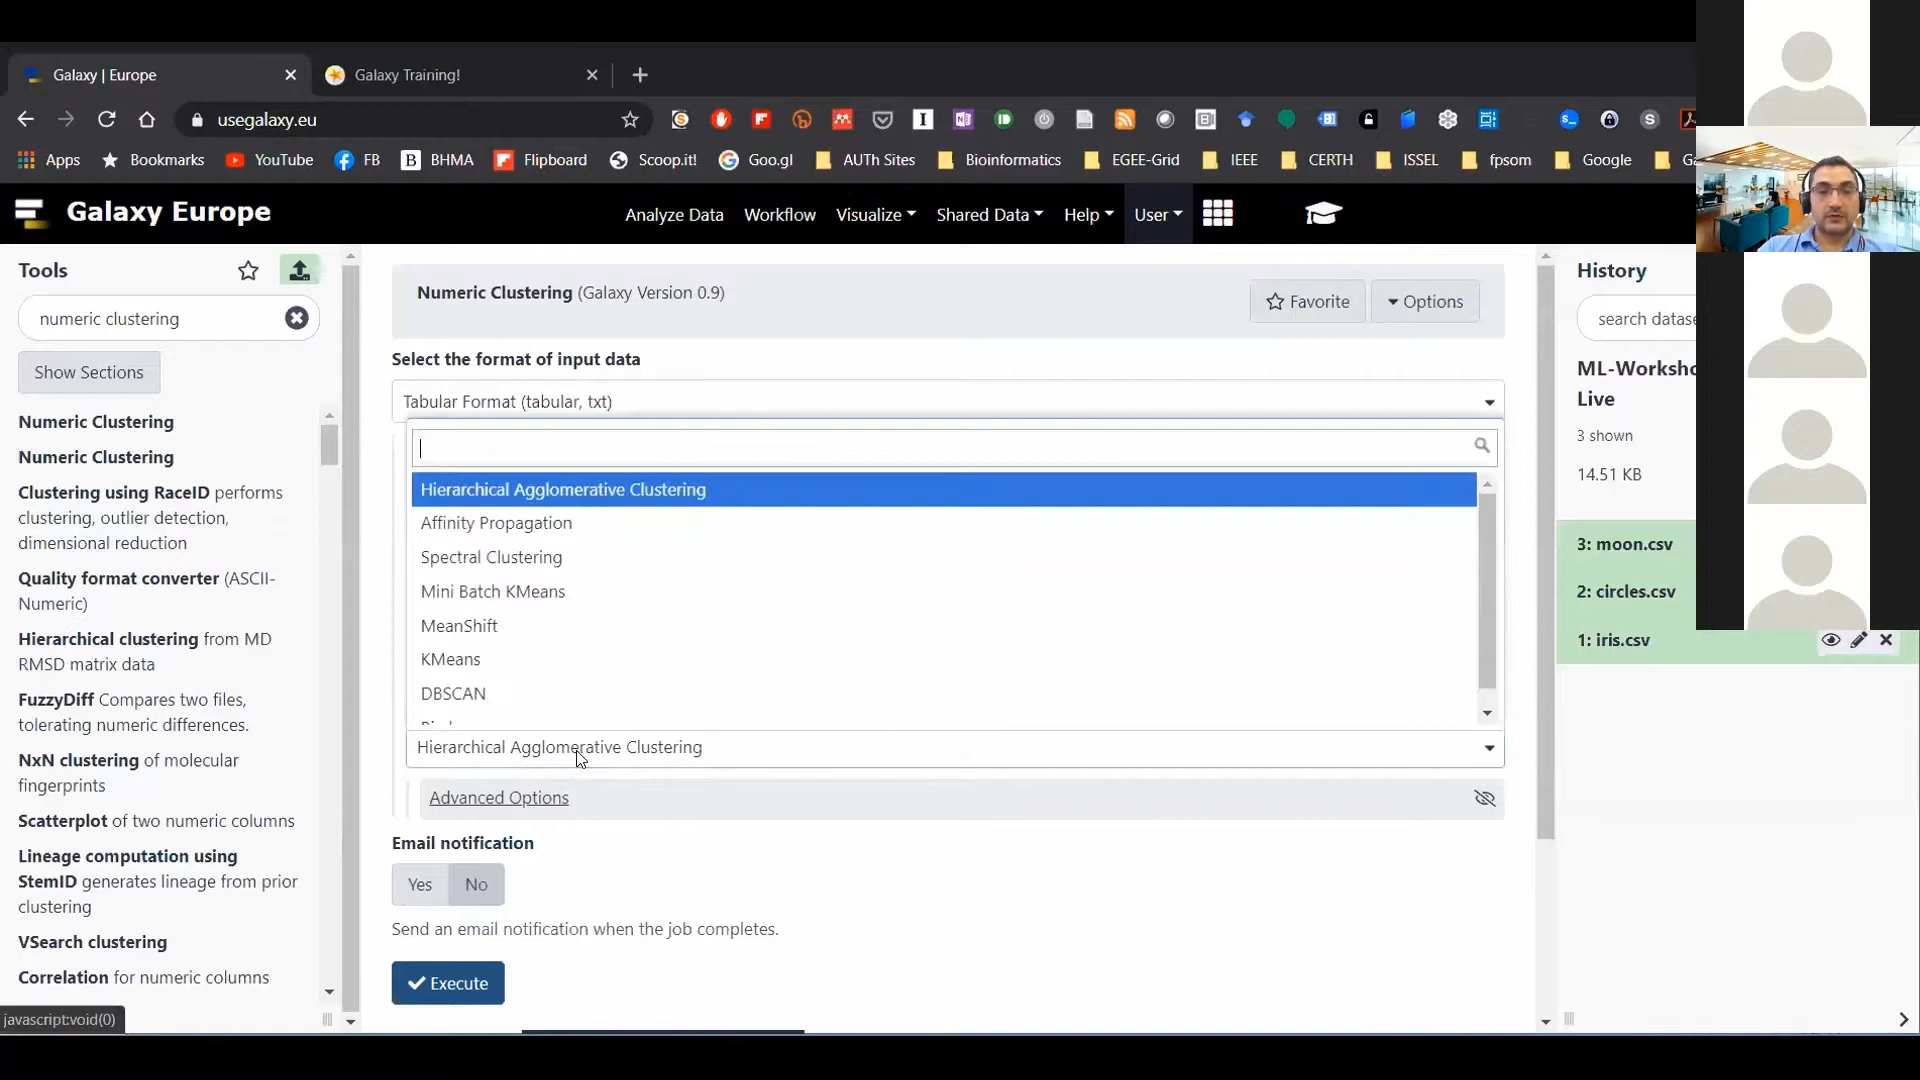 Galaxy | Europe
Galaxy Training!
usegalaxy.eu
Apps
Bookmarks
YouTube
FB
BHMA
Flipboard
Scoop.it!
Goo.gl
AUTh Sites
Bioinformatics
EGEE-Grid
IEEE
CERTH
ISSEL
fpsom
Google
Galaxy Europe
Analyze Data
Workflow
Visualize
Shared Data
Help
User
Tools
numeric clustering
Show Sections
Numeric Clustering
Numeric Clustering
Clustering using RaceID performs
clustering, outlier detection,
dimensional reduction
Quality format converter (ASCII-
Numeric)
Hierarchical clustering from MD
RMSD matrix data
FuzzyDiff Compares two files,
tolerating numeric differences.
NxN clustering of molecular
fingerprints
Scatterplot of two numeric columns
Lineage computation using
StemID generates lineage from prior
clustering
VSearch clustering
Correlation for numeric columns
javascript:void(0)
Numeric Clustering (Galaxy Version 0.9)
Favorite
Options
Select the format of input data
Tabular Format (tabular, txt)
Hierarchical Agglomerative Clustering
Affinity Propagation
Spectral Clustering
Mini Batch KMeans
MeanShift
KMeans
DBSCAN
Hierarchical Agglomerative Clustering
Advanced Options
Email notification
Yes
No
Send an email notification when the job completes.
Execute
History
search datase
ML-Worksho
Live
3 shown
14.51 KB
3: moon.csv
2: circles.csv
1: iris.csv